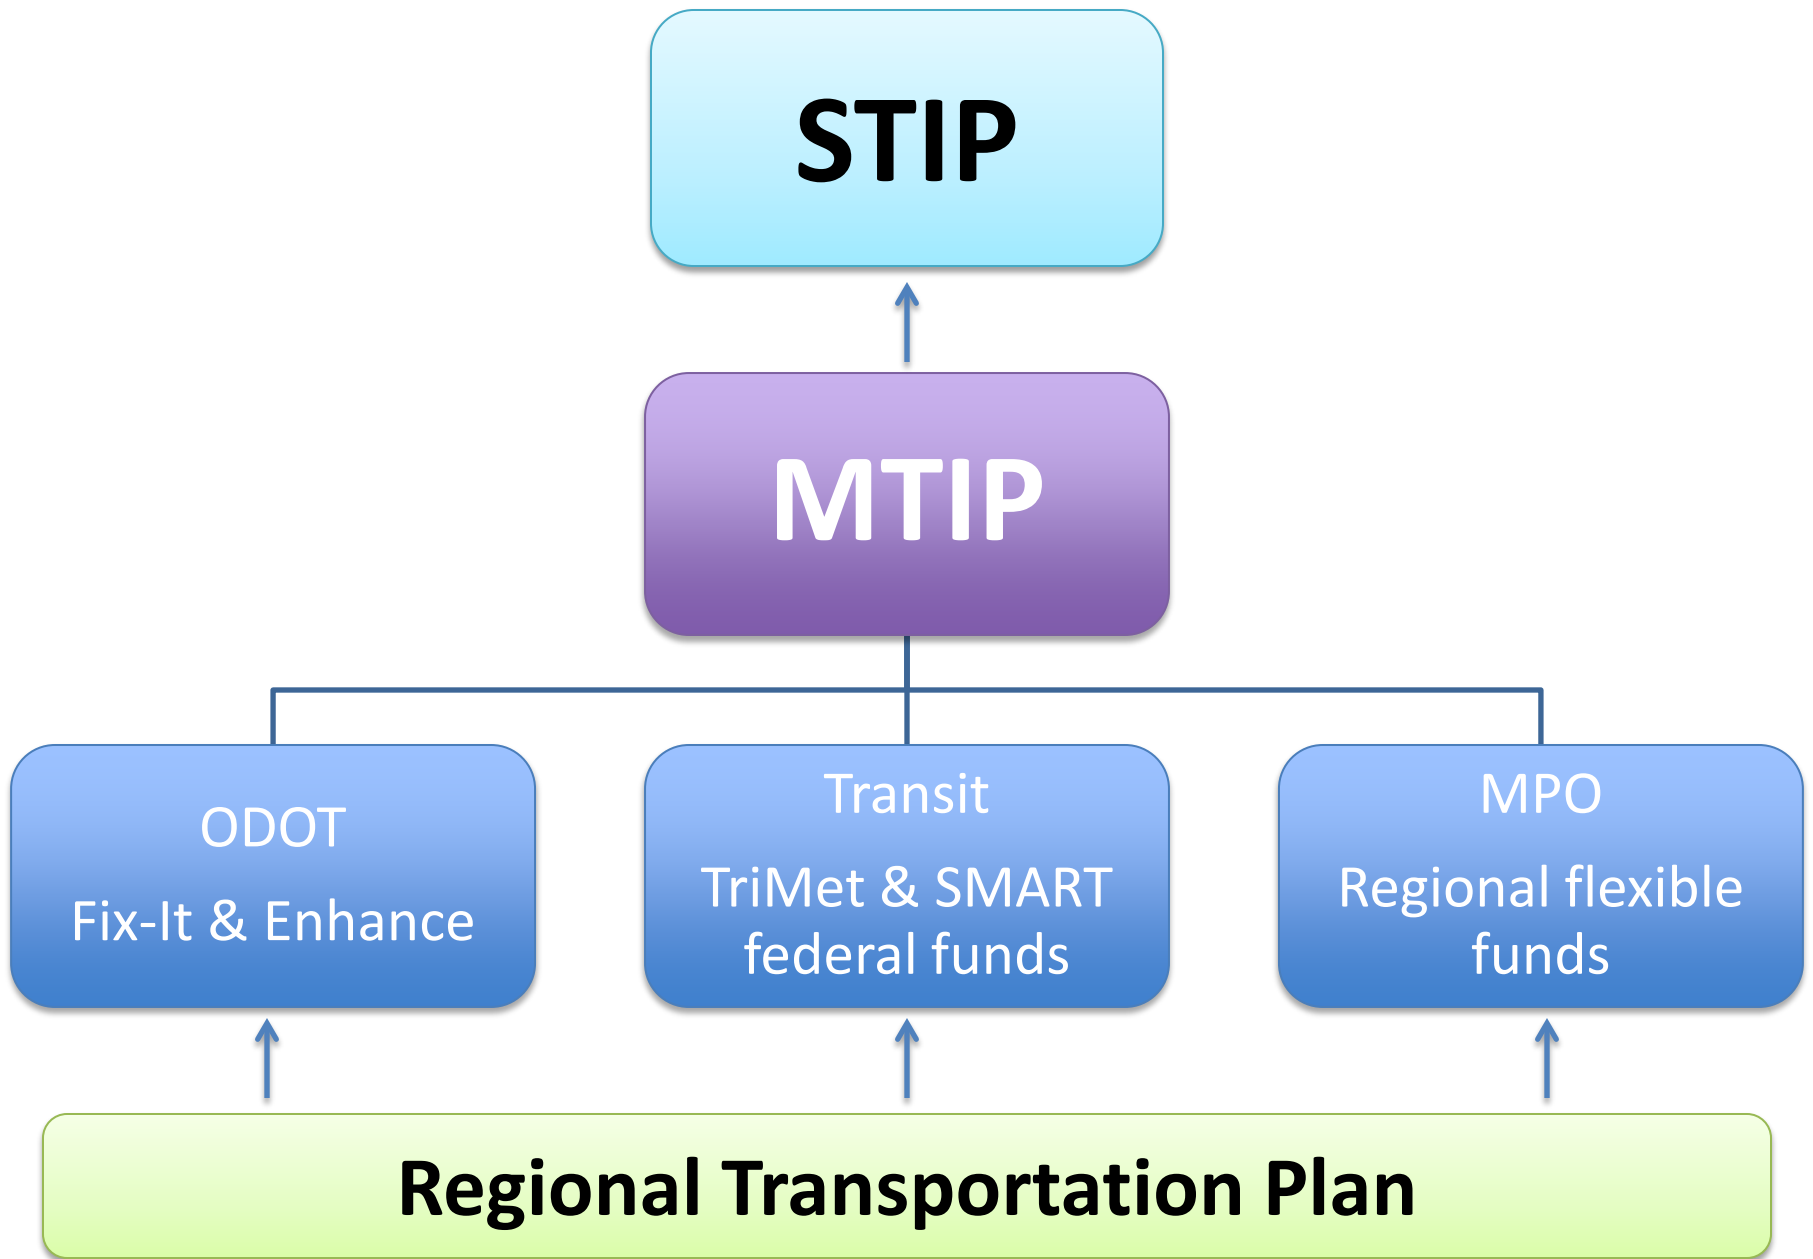 STIP
MTIP
ODOT
Fix-It & Enhance
Transit
TriMet & SMART
federal funds
MPO
Regional flexible
funds
Regional Transportation Plan